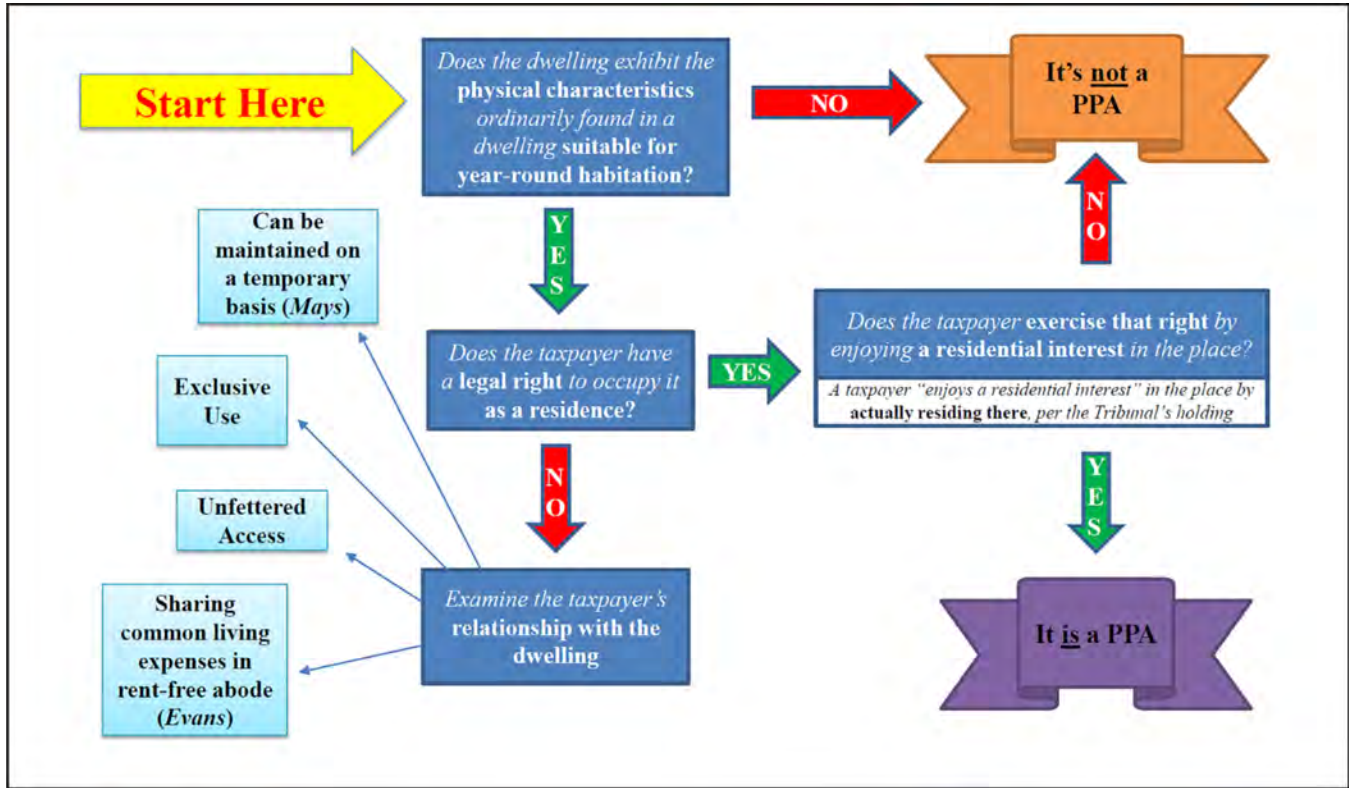 Start Here
Does the dwelling exhibit the
physical characteristics
ordinarily found in a
dwelling suitable for
year-round habitation?
NO
It's not a
PPA
YES
NO
Can be
maintained on
a temporary
basis (Mays)
Does the taxpayer have
a legal right to occupy it
as a residence?
YES
Does the taxpayer exercise that right by
enjoying a residential interest in the place?
A taxpayer "enjoys a residential interest" in the place by
actually residing there, per the Tribunal's holding
Exclusive
Use
NO
YES
Unfettered
Access
Examine the taxpayer's
relationship with the
dwelling
Sharing
common living
expenses in
rent-free abode
(Evans)
It is a PPA